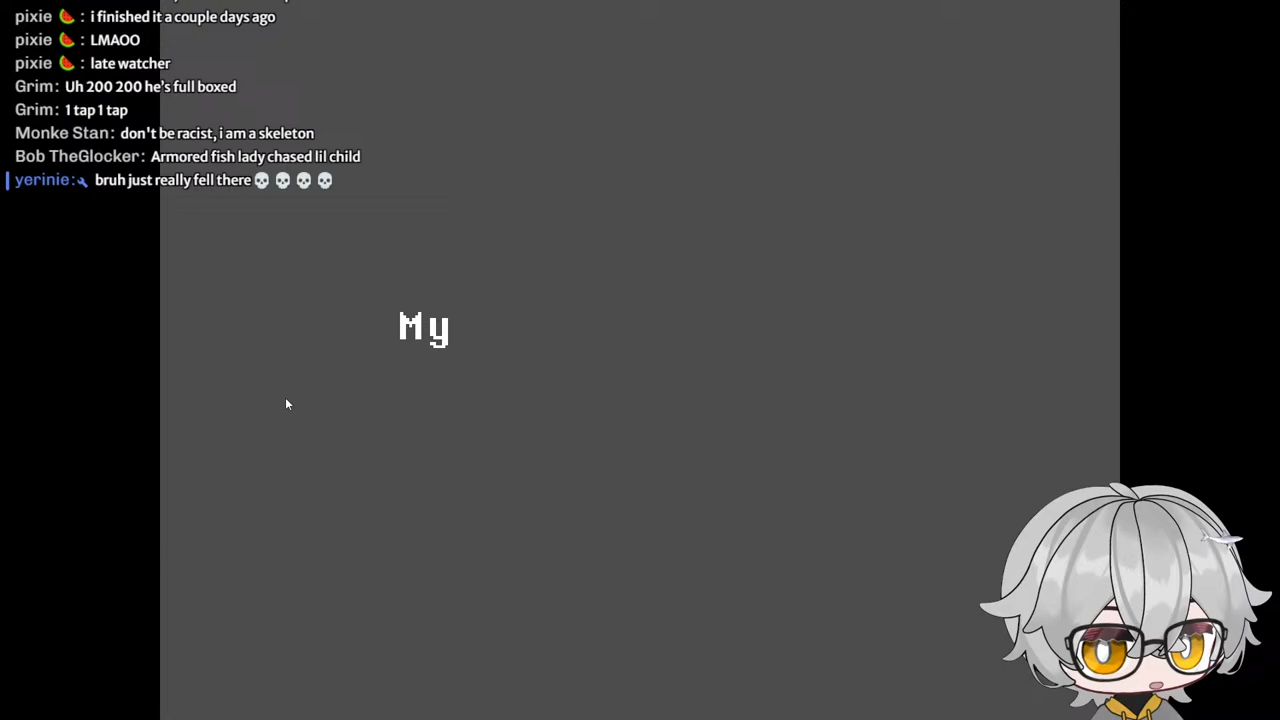 pixie 🍉 : i finished it a couple days ago
pixie 🍉 : LMAOO
pixie 🍉 : late watcher
Grim: Uh 200 200 he's full boxed
Grim: 1 tap 1 tap
Monke Stan: don't be racist, i am a skeleton
Bob TheGlocker: Armored fish lady chased lil child
yerinie: bruh just really fell there💀 💀 💀 💀
My